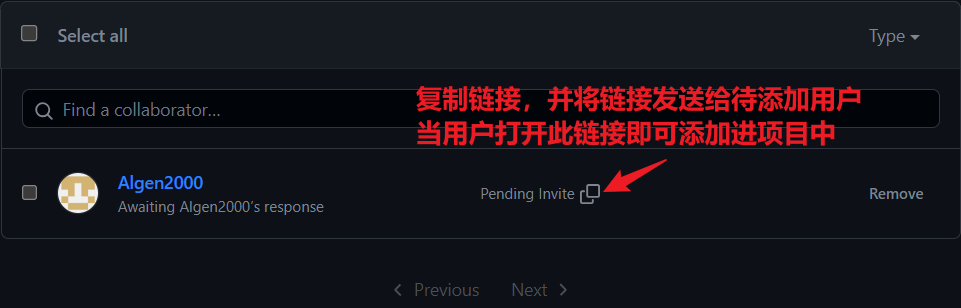 Select all
Type
Find a collaborator...
复制链接，并将链接发送给待添加用户
当用户打开此链接即可添加进项目中
Algen2000
Awaiting Algen2000's response
Pending Invite
Remove
Previous
Next